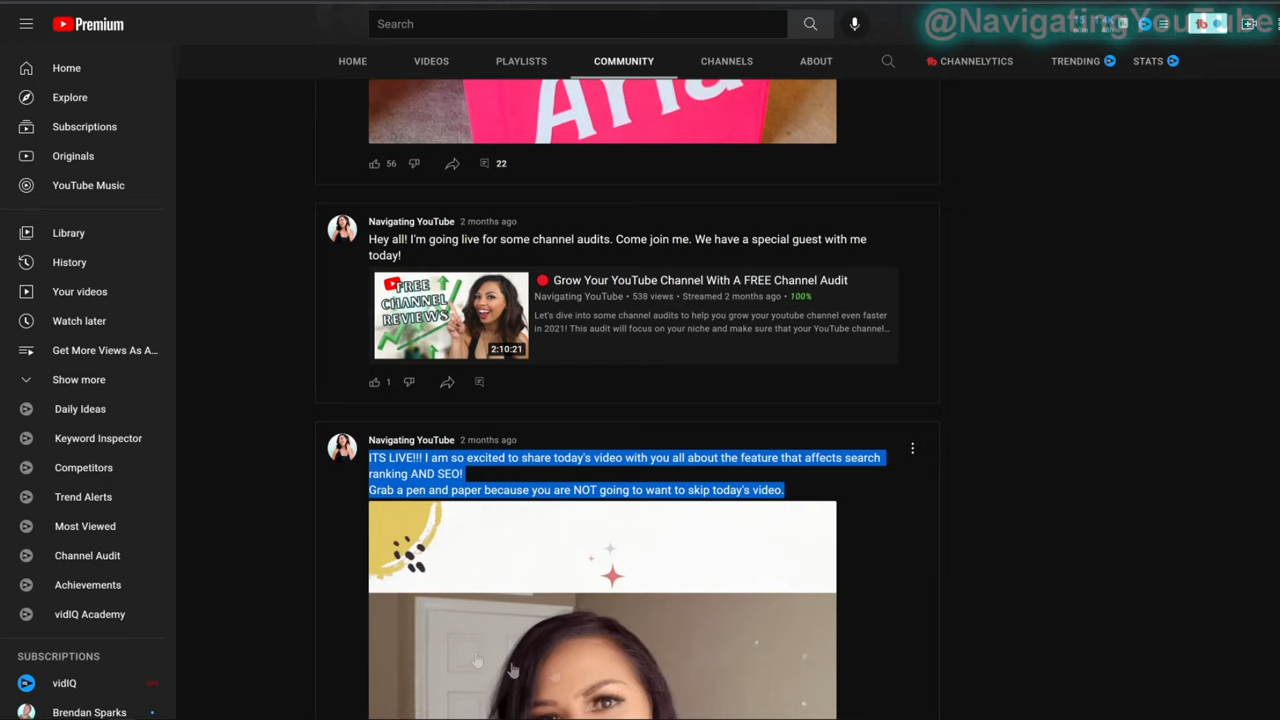 Premium
Search
@NavigatingYouTube
HOME
VIDEOS
PLAYLISTS
COMMUNITY
CHANNELS
ABOUT
CHANNELYTICS
TRENDING
STATS
Home
Explore
Subscriptions
Originals
YouTube Music
Library
History
Your videos
Watch later
Get More Views As A...
Show more
Daily Ideas
Keyword Inspector
Competitors
Trend Alerts
Most Viewed
Channel Audit
Achievements
vidIQ Academy
SUBSCRIPTIONS
vidIQ
Brendan Sparks
Aria
56
22
Navigating YouTube 2 months ago
Hey all! I'm going live for some channel audits. Come join me. We have a special guest with me
today!
FREE
CHANNEL
REVIEWS
2:10:21
Grow Your YouTube Channel With A FREE Channel Audit
Navigating YouTube • 538 views • Streamed 2 months ago • 100%
Let's dive into some channel audits to help you grow your youtube channel even faster
in 2021! This audit will focus on your niche and make sure that your YouTube channel...
1
Navigating YouTube 2 months ago
ITS LIVE!!! I am so excited to share today's video with you all about the feature that affects search
ranking AND SEO!
Grab a pen and paper because you are NOT going to want to skip today's video.